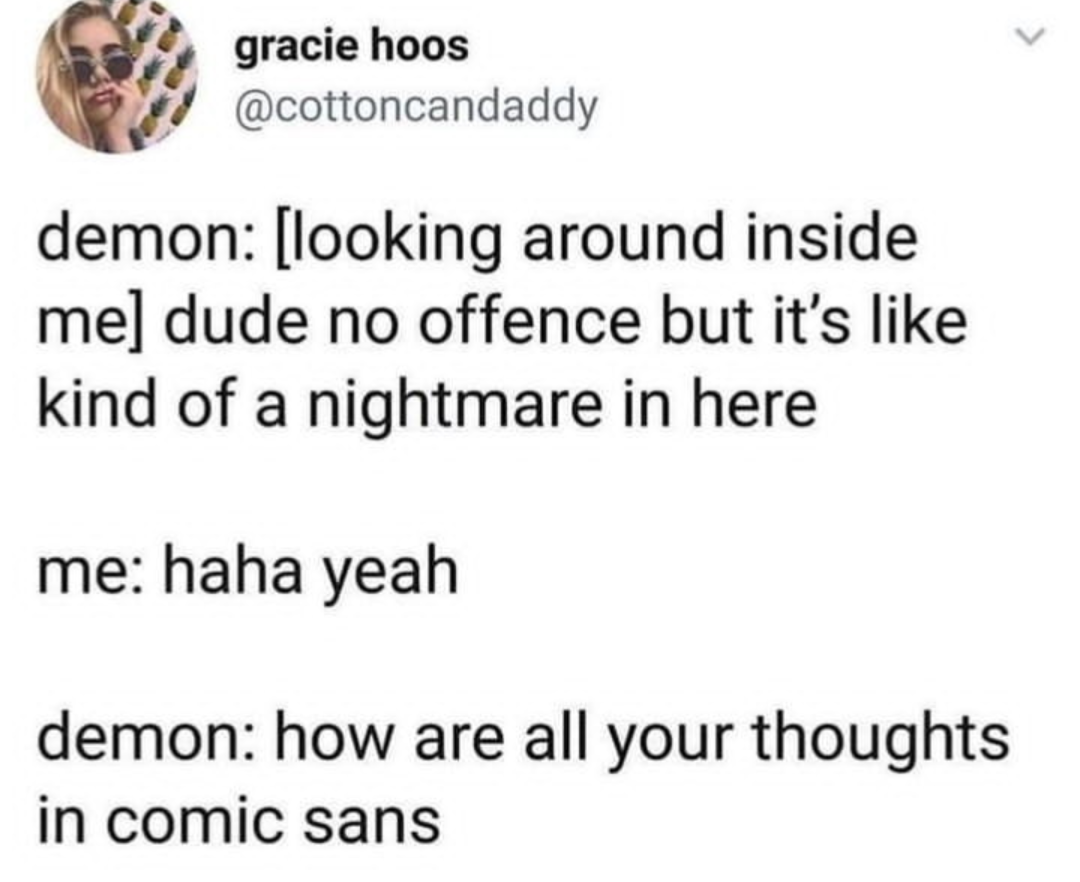 gracie hoos
@cottoncandaddy
demon: [looking around inside
me] dude no offence but it’s like
kind of a nightmare in here
me: haha yeah
demon: how are all your thoughts
in comic sans